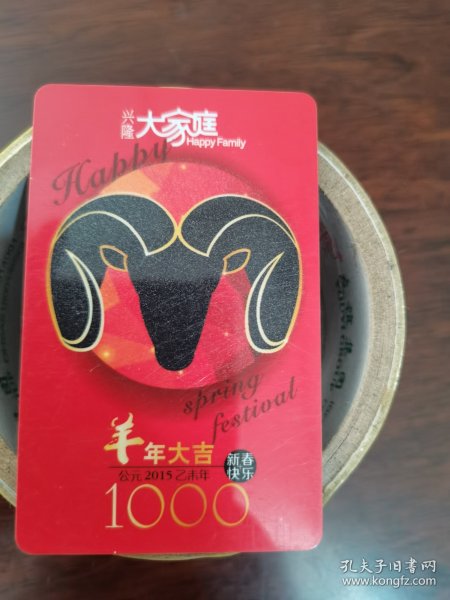 兴隆
大家庭
Happy Family
Happy
spring
festival
羊年大吉
公元2015乙未年
新春
快乐
1000
孔夫子旧书网
www.kongfz.com